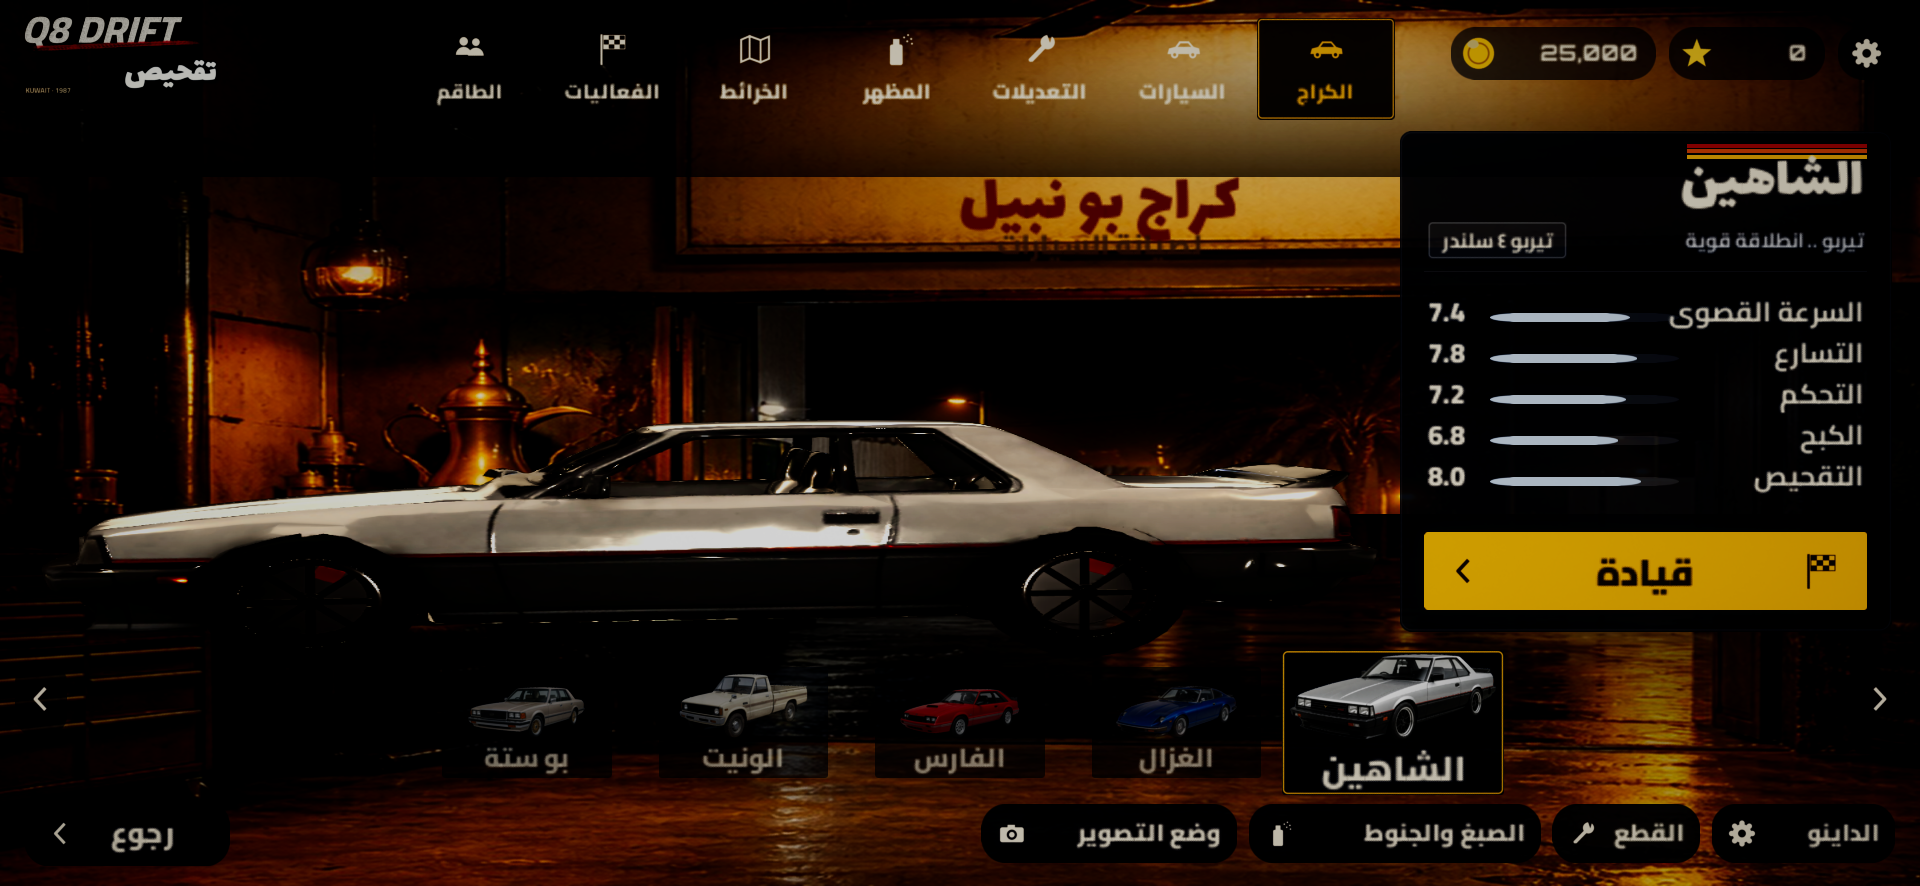 Q8 DRIFT
تقحيص
KUWAIT · 1987
0
25,000
الكراج
السيارات
التعديلات
المظهر
الخرائط
الفعاليات
الطاقم
كراج بو نبيل
الشاهين
تيربو .. انطلاقة قوية
تيربو ٤ سلندر
السرعة القصوى 7.4
التسارع 7.8
التحكم 7.2
الكبح 6.8
التقحيص 8.0
قيادة
الشاهين
الغزال
الفارس
الونيت
بو ستة
الداينو
القطع
الصبغ والجنوط
وضع التصوير
رجوع